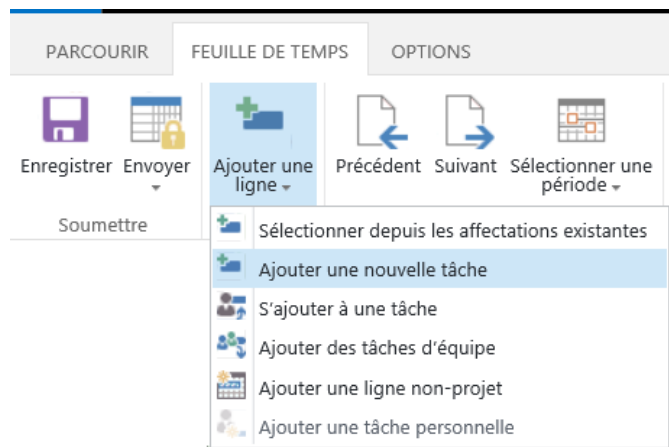 PARCOURIR
FEUILLE DE TEMPS
OPTIONS
Enregistrer
Envoyer
Ajouter une
ligne
Précédent
Suivant
Sélectionner une
période
Soumettre
Sélectionner depuis les affectations existantes
Ajouter une nouvelle tâche
S'ajouter à une tâche
Ajouter des tâches d'équipe
Ajouter une ligne non-projet
Ajouter une tâche personnelle